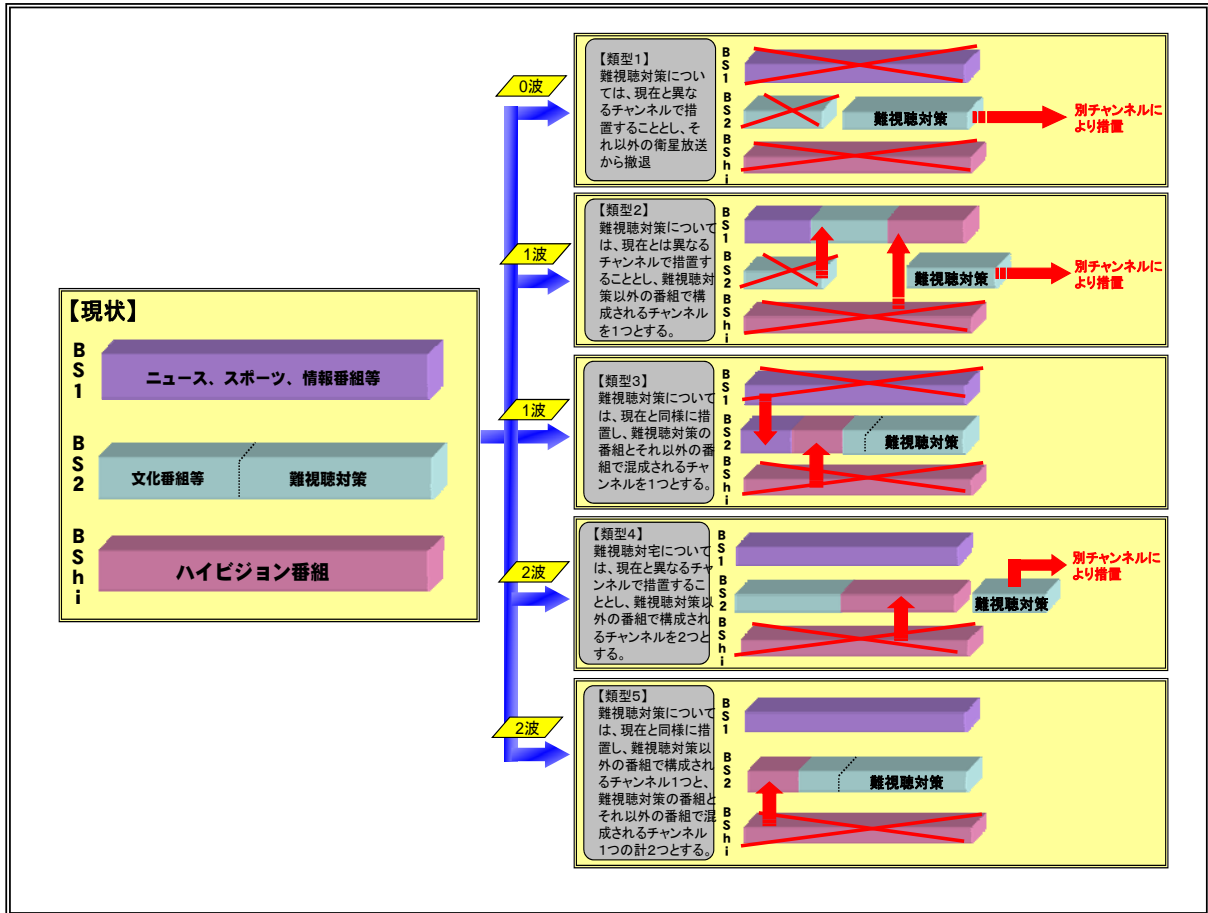 【現状】
BS1
ニュース、スポーツ、情報番組等
BS2
文化番組等
難視聴対策
BShi
ハイビジョン番組
0波
【類型1】
難視聴対策につい
ては、現在と異な
るチャンネルで措
置することとし、そ
れ以外の衛星放送
から撤退
BS1
BS2
難視聴対策
別チャンネルに
より措置
BShi
1波
【類型2】
難視聴対策について
は、現在とは異なる
チャンネルで措置す
ることとし、難視聴対
策以外の番組で構
成されるチャンネル
を1つとする。
BS1
BS2
難視聴対策
別チャンネルに
より措置
BShi
1波
【類型3】
難視聴対策について
は、現在と同様に措
置し、難視聴対策の
番組とそれ以外の番
組で混成されるチャ
ンネルを1つとする。
BS1
BS2
難視聴対策
BShi
2波
【類型4】
難視聴対宅について
は、現在と異なるチャ
ンネルで措置するこ
ととし、難視聴対策以
外の番組で構成され
るチャンネルを2つと
する。
BS1
BS2
難視聴対策
別チャンネルに
より措置
BShi
2波
【類型5】
難視聴対策について
は、現在と同様に措
置し、難視聴対策以
外の番組で構成され
るチャンネル1つと、
難視聴対策の番組と
それ以外の番組で混
成されるチャンネル
1つの計2つとする。
BS1
BS2
難視聴対策
BShi